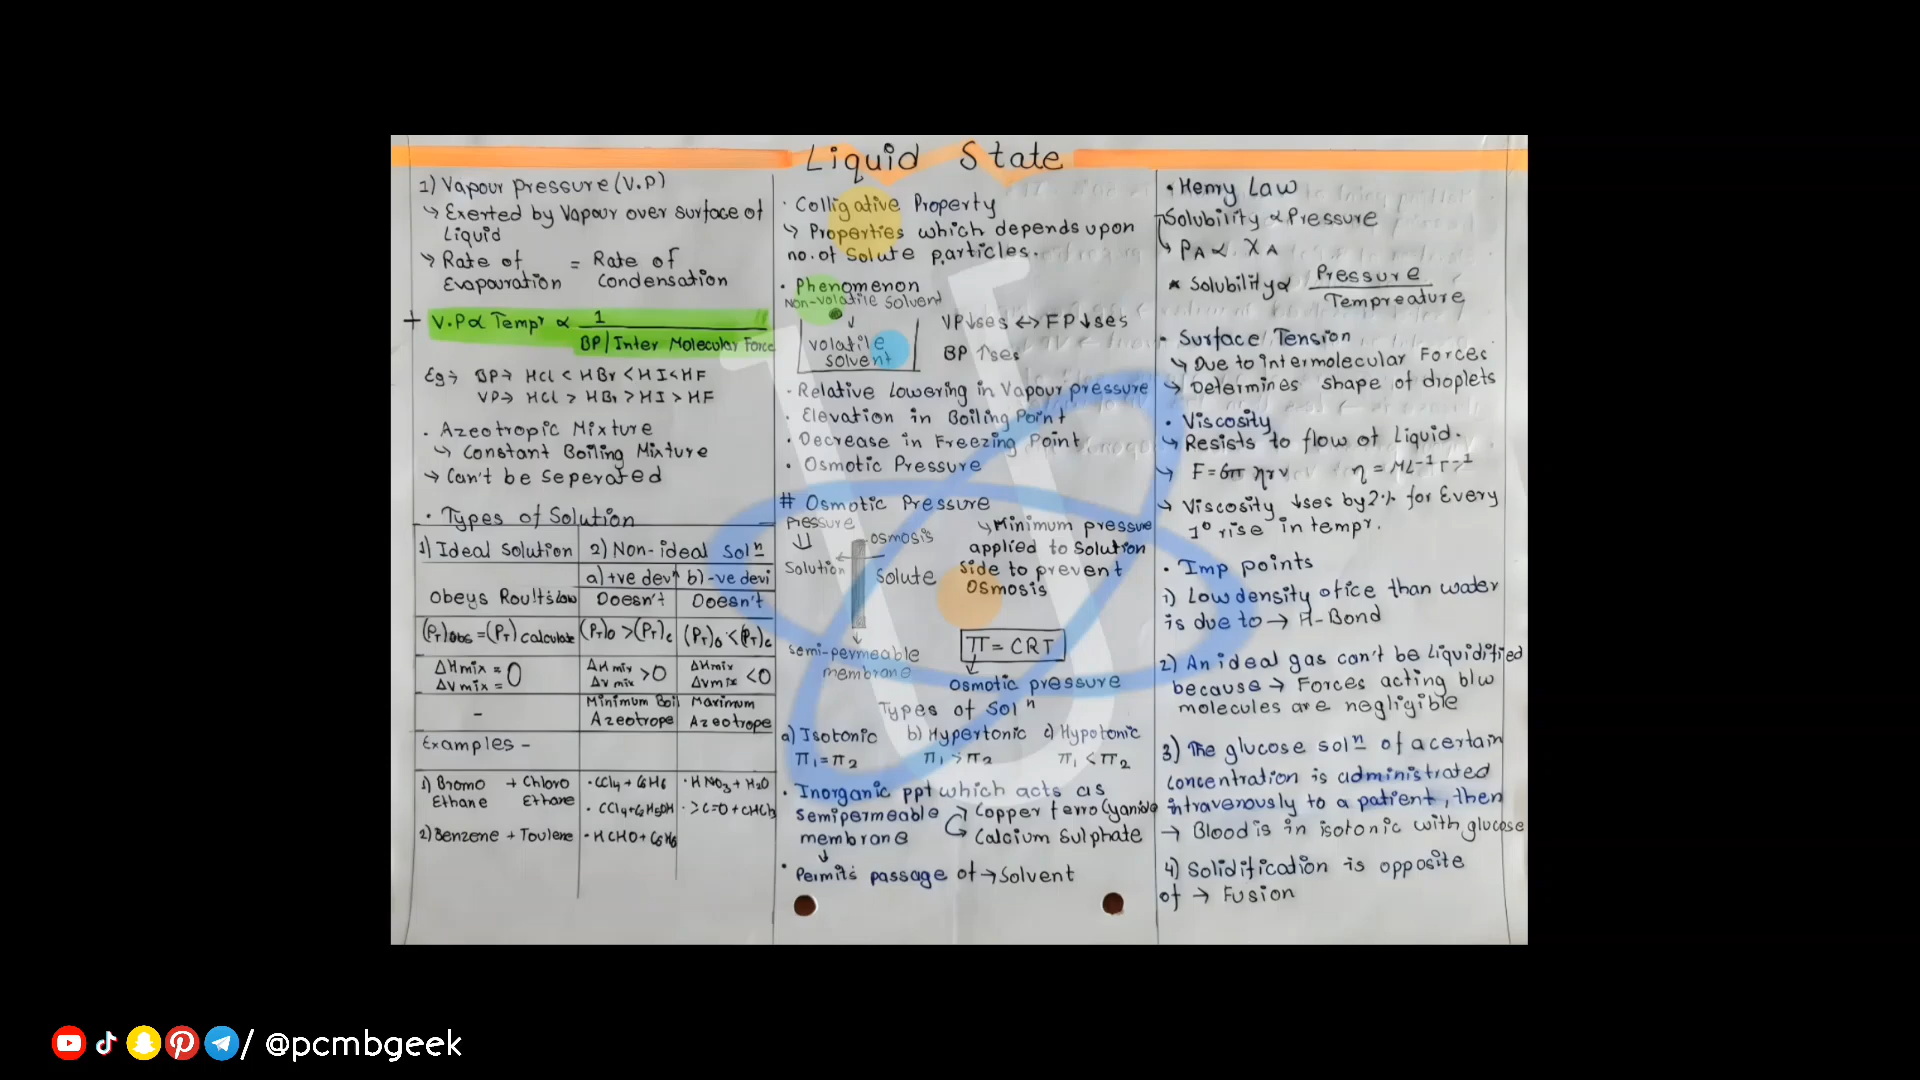 Liquid State
1) Vapour pressure (V.P)
↳ Exerted by Vapour over surface of
Liquid
↳ Rate of = Rate of
Evapouration Condensation
V.P ∝ Tempr ∝ 1
BP/Inter Molecular Force
Eg → BP → HCl < HBr < HI < HF
VP → HCl > HBr > HI > HF
• Azeotropic Mixture
↳ Constant Boiling Mixture
→ Can't be Seperated
• Types of Solution
1) Ideal Solution 2) Non-ideal Solⁿ
a) +ve devⁿ b) -ve devi
obeys Roults law Doesn't Doesn't
(PT)obs = (PT)calculate (PT)o > (PT)c (PT)o < (PT)c
ΔHmix = ΔHmix ΔHmix
0 >0 <0
ΔVmix = ΔVmix ΔVmix
- Minimum Boil Maximum
Azeotrope Azeotrope
Examples -
1) Bromo + Chloro • CCl4 + C6H6 • HNO3 + H2O
Ethane Ethane • CCl4 + C2H5OH • >C=O + CHCl3
2) Benzene + Toulene • HCHO + C6H6
• Colligative Property
↳ Properties which depends upon
no. of Solute particles.
• Phenomenon
Non-volatile Solvent
volatile
solvent
VP↓ses ↔ FP↓ses
BP ↑ses
• Relative Lowering in Vapour pressure
• Elevation in Boiling Point
• Decrease in Freezing Point
• Osmotic Pressure
# Osmotic Pressure
Pressure
osmosis
Solution
Solute
↳ Minimum pressure
applied to Solution
Side to prevent
Osmosis
semi-permeable
membrane
π = CRT
Osmotic pressure
Types of Solⁿ
a) Isotonic b) Hypertonic c) Hypotonic
π1 = π2 π1 > π2 π1 < π2
• Inorganic ppt which acts as
semipermeable → Copper ferro Cyanide
membrane → Calcium Sulphate
• Permits passage of → Solvent
• Henry Law
Solubility ∝ Pressure
↳ PA ∝ XA
* Solubility ∝ Pressure
Tempreature
• Surface Tension
↳ Due to intermolecular Forces
↳ Determines shape of droplets
• Viscosity
↳ Resists to flow of Liquid.
→ F = 6π ηrv η = ML⁻¹T⁻¹
→ Viscosity ↓ses by 2% for Every
1° rise in tempr.
• Imp points
1) Low density of ice than water
is due to → H-Bond
2) An ideal gas can't be liquidified
because → Forces acting b/w
molecules are negligible
3) The glucose solⁿ of a certain
concentration is administrated
intravenously to a patient, then
→ Blood is in isotonic with glucose
4) Solidification is opposite
of → Fusion
/ @pcmbgeek